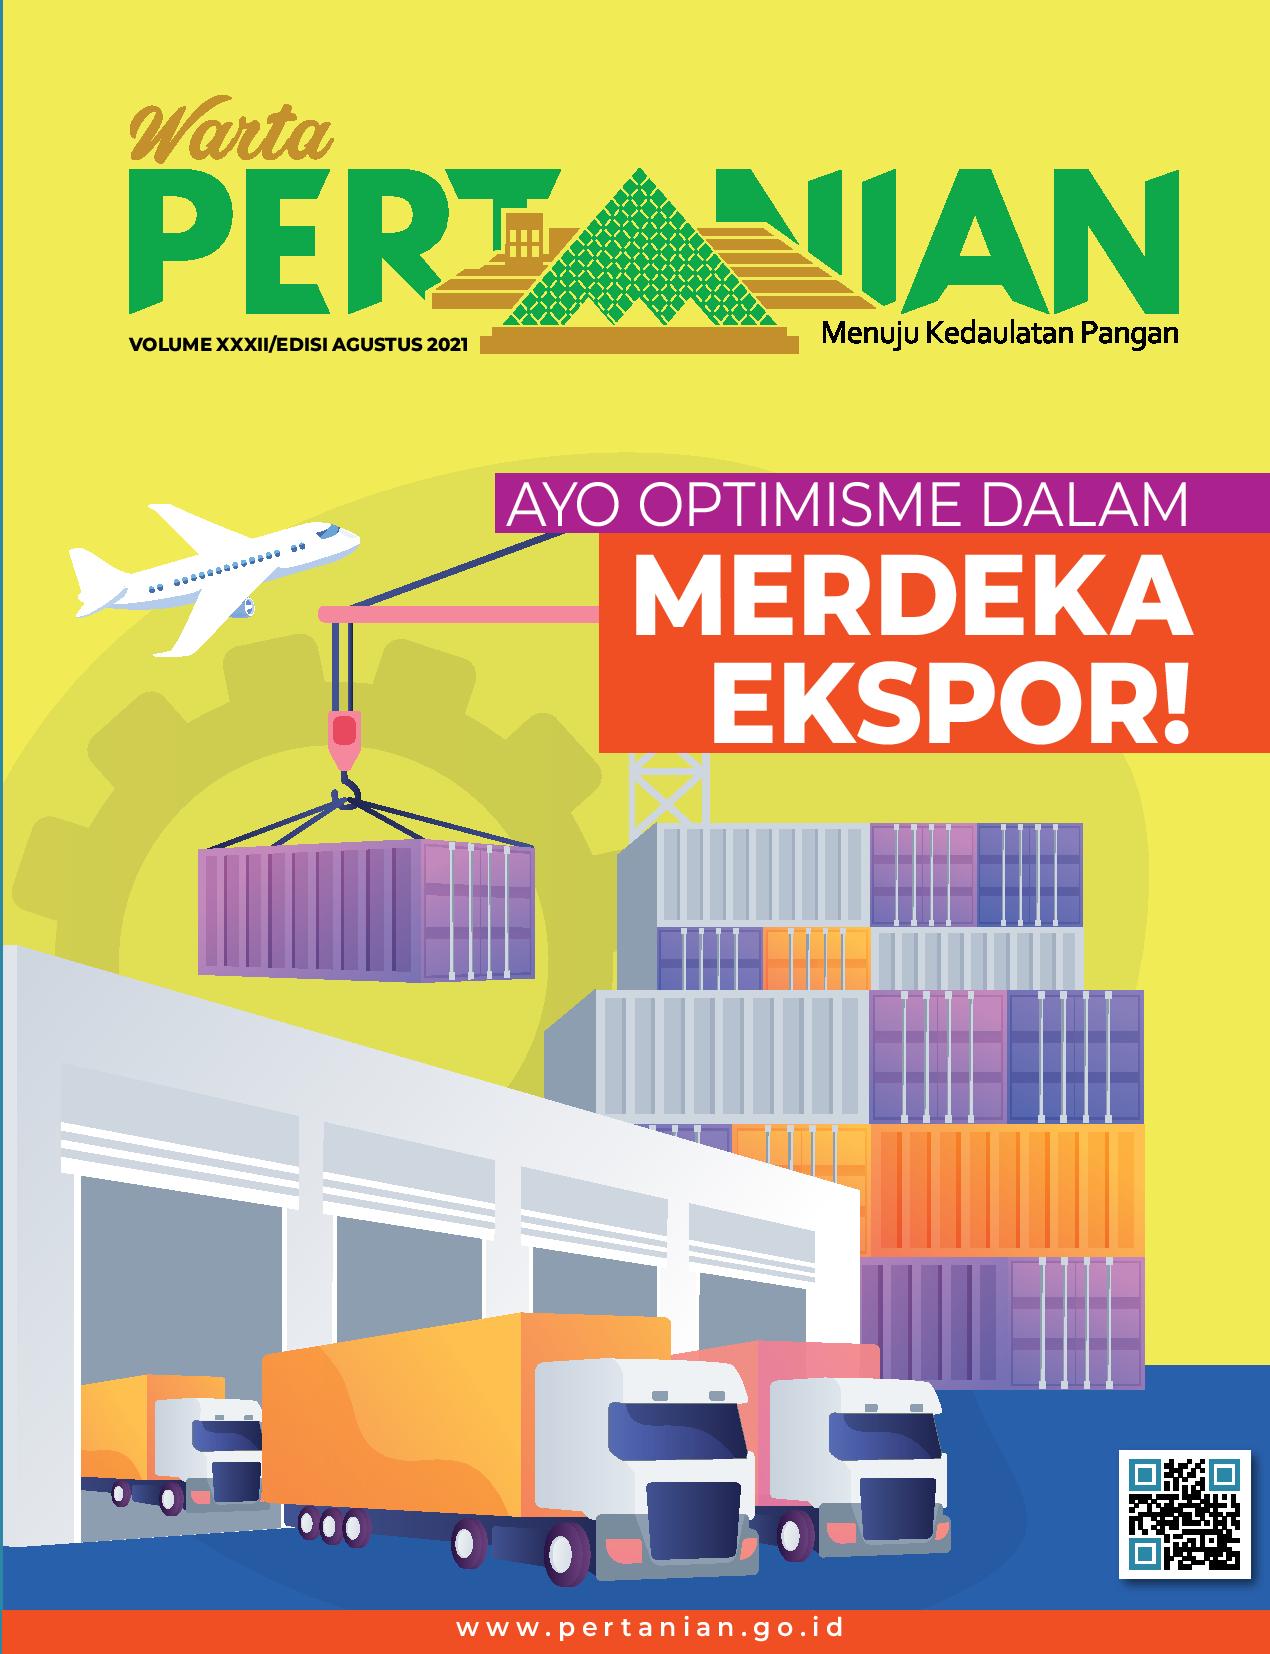 Warta
PERTANIAN
VOLUME XXXII/EDISI AGUSTUS 2021
Menuju Kedaulatan Pangan
AYO OPTIMISME DALAM
MERDEKA
EKSPOR!
www.pertanian.go.id